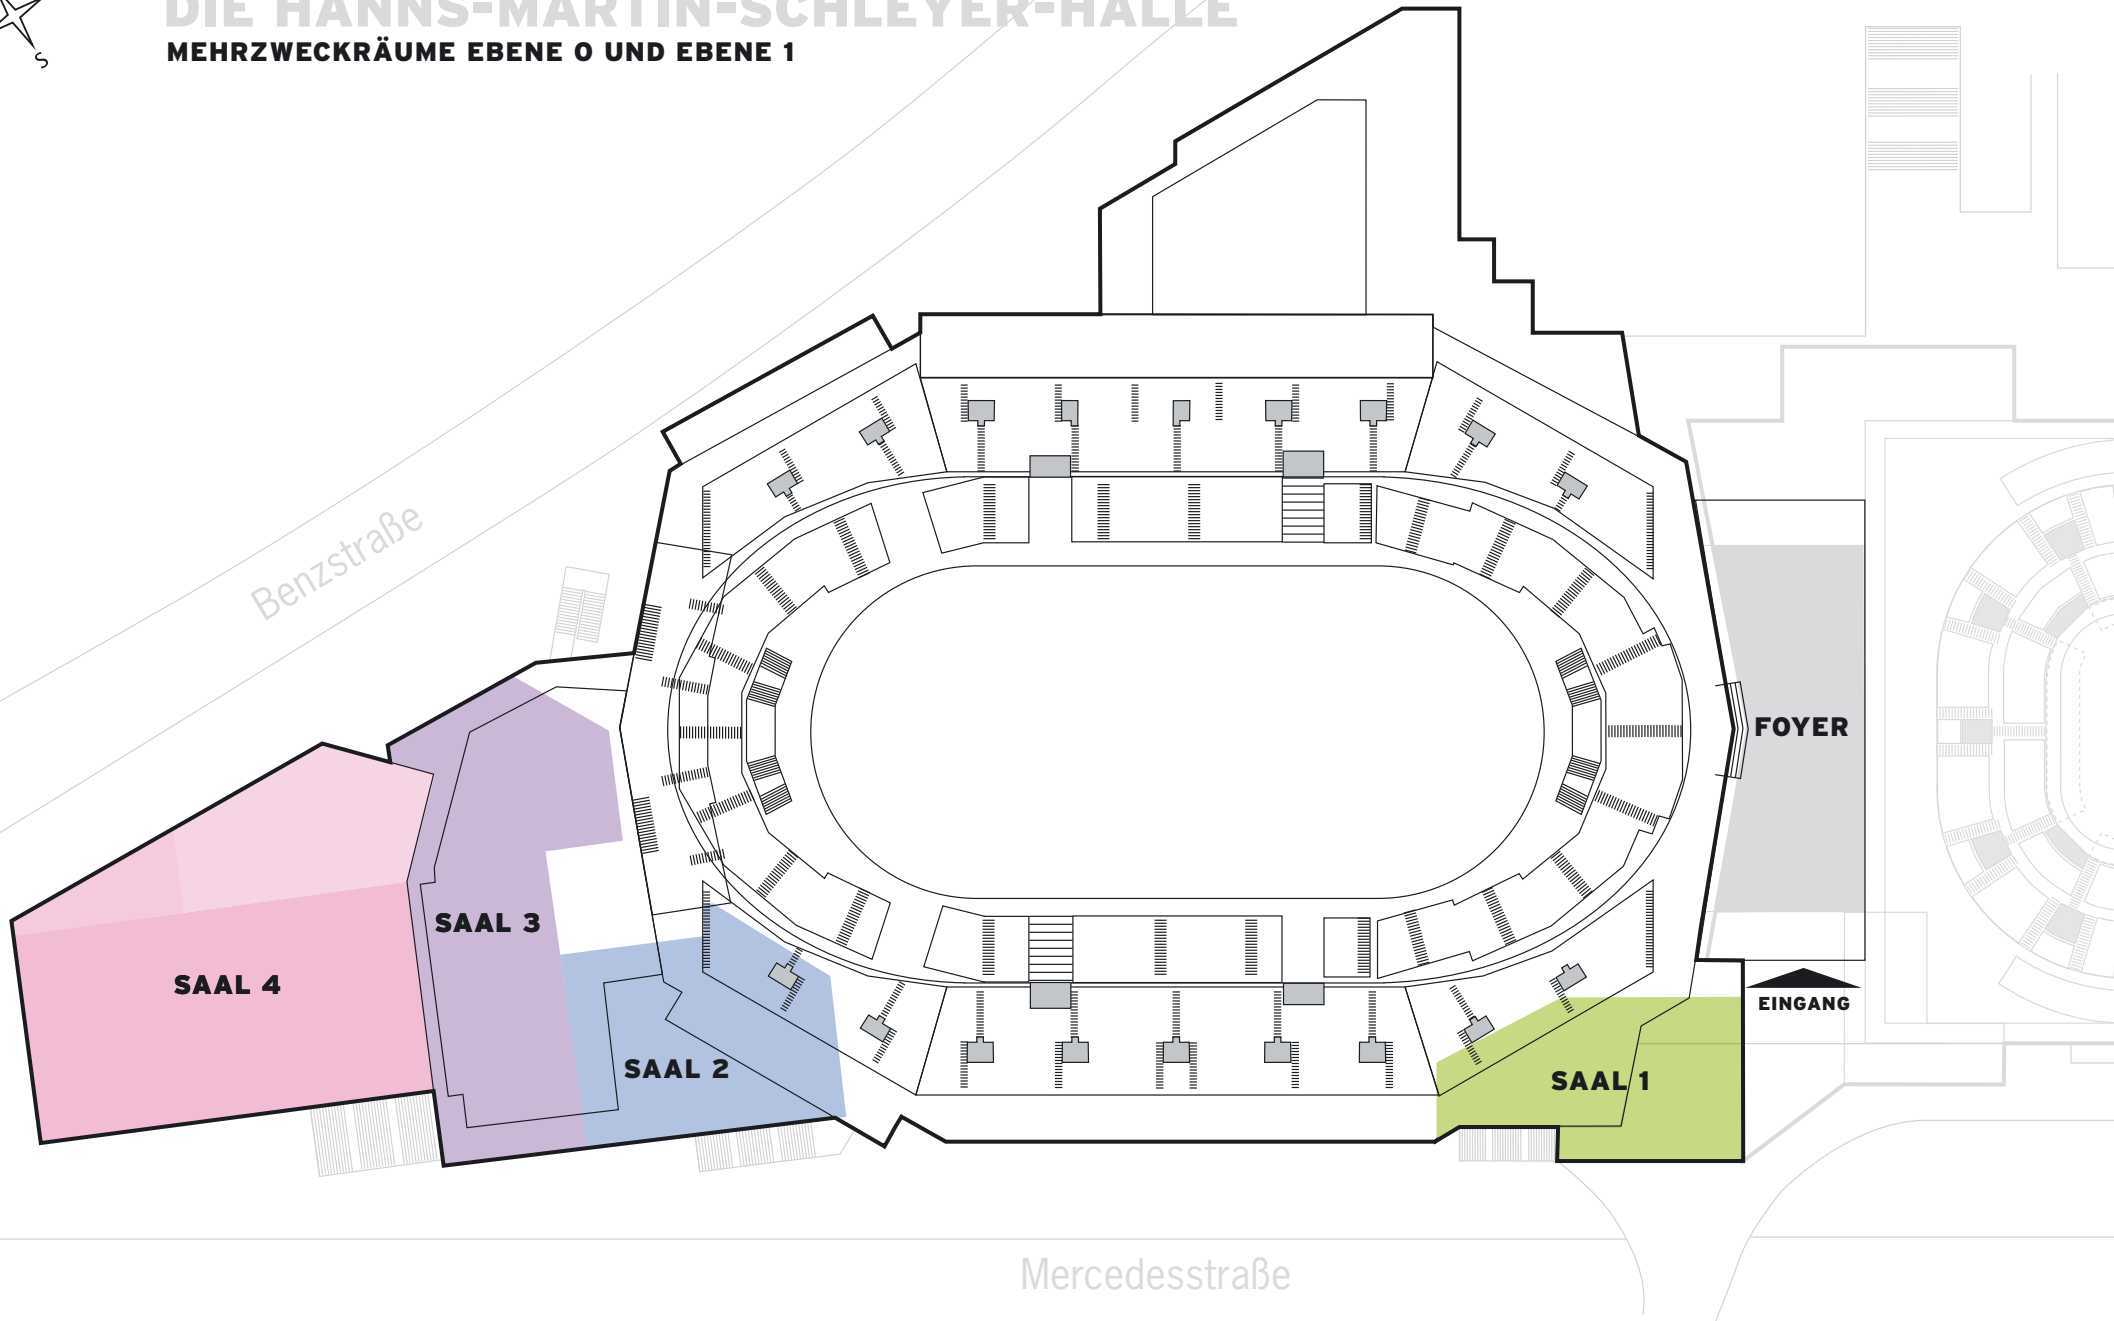 DIE HANNS-MARTIN-SCHLEYER-HALLE
MEHRZWECKRÄUME EBENE 0 UND EBENE 1
S
Benzstraße
FOYER
SAAL 3
SAAL 4
EINGANG
SAAL 2
SAAL 1
Mercedesstraße